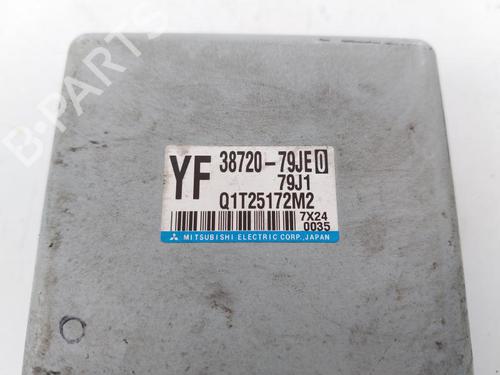 B-PARTS
YF 38720-79JE0
79J1
Q1T25172M2
7X24
0035
MITSUBISHI ELECTRIC CORP., JAPAN